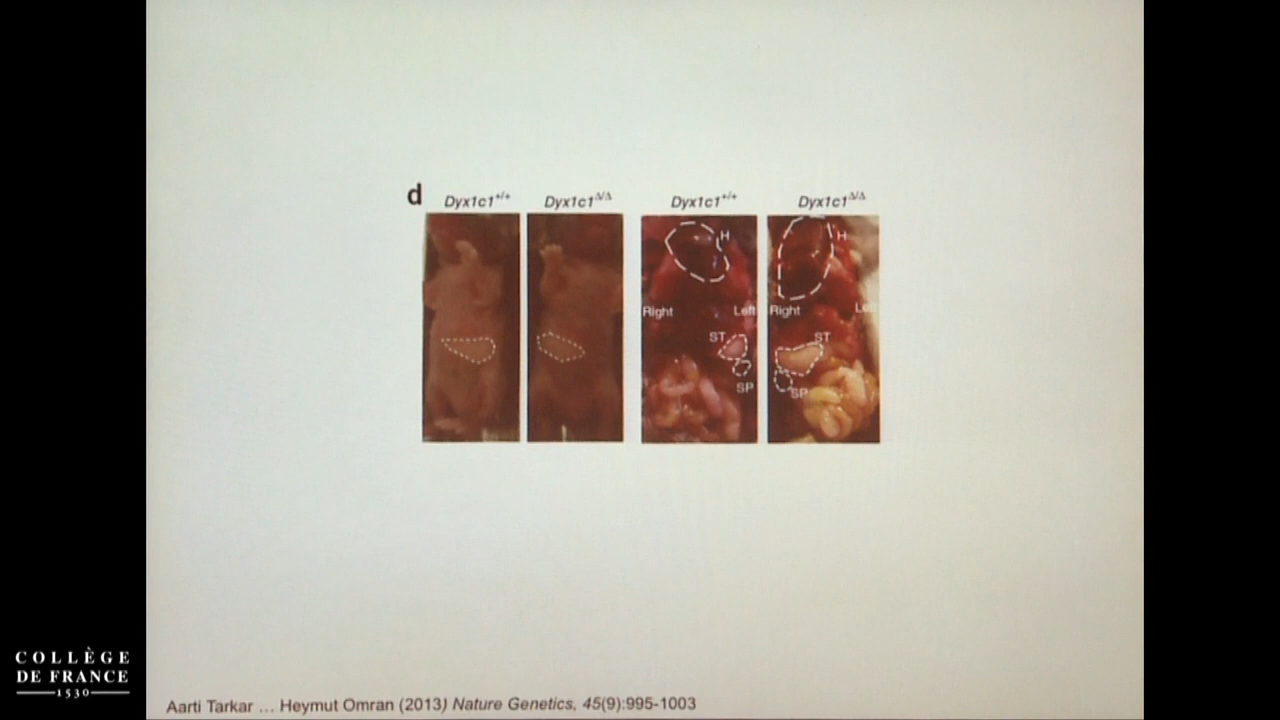 d
Dyx1c1+/+ Dyx1c1Δ/Δ Dyx1c1+/+ Dyx1c1Δ/Δ
H H
Right Left Right Left
ST ST
SP SP
COLLÈGE
DE FRANCE
1530
Aarti Tarkar ... Heymut Omran (2013) Nature Genetics, 45(9):995-1003